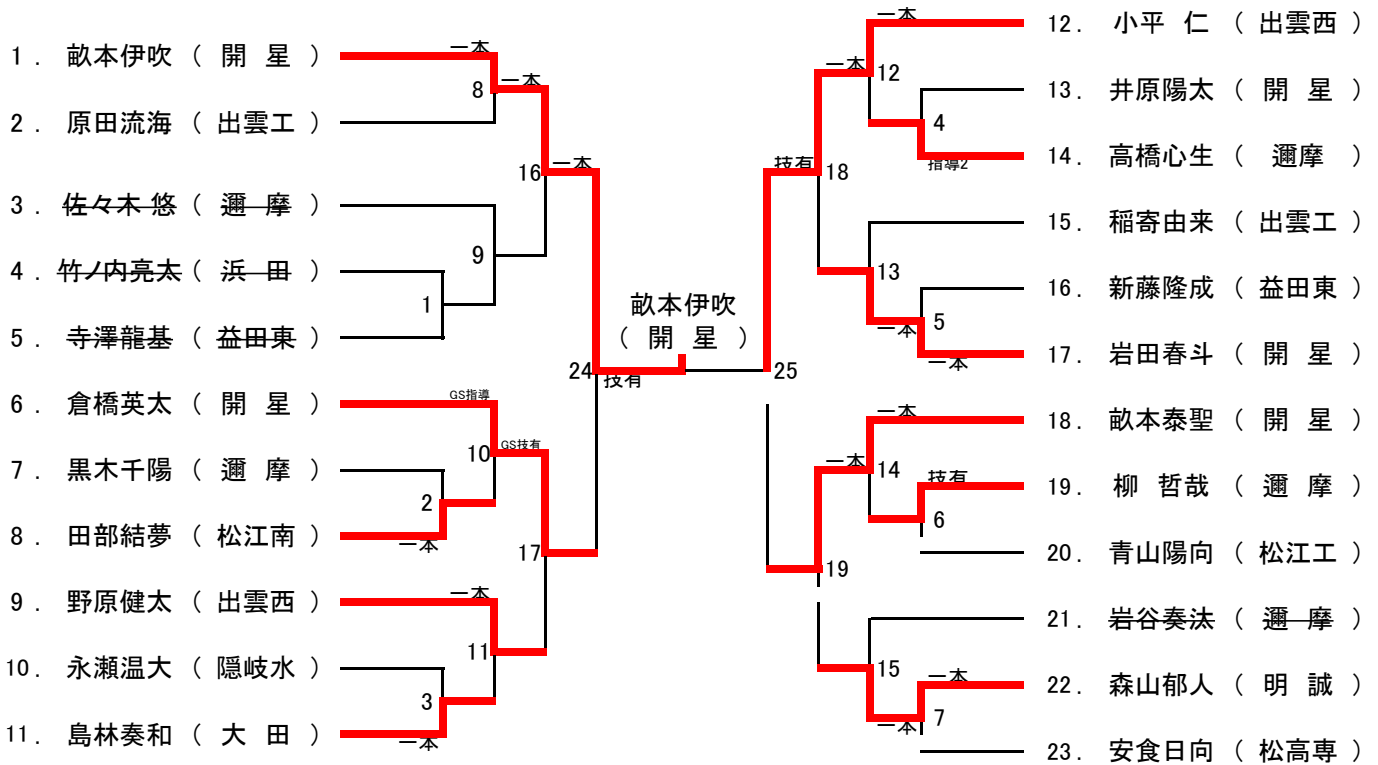 1. 畝本伊吹 ( 開 星 )
2. 原田流海 ( 出雲工 )
3. 佐々木 悠 ( 邇 摩 )
4. 竹ノ内亮太 ( 浜 田 )
5. 寺澤龍基 ( 益田東 )
6. 倉橋英太 ( 開 星 )
7. 黒木千陽 ( 邇 摩 )
8. 田部結夢 ( 松江南 )
9. 野原健太 ( 出雲西 )
10. 永瀬温大 ( 隠岐水 )
11. 島林奏和 ( 大 田 )
一本
8
一本
16
一本
9
1
24
技有
GS指導
10
GS技有
2
一本
17
一本
11
3
一本
畝本伊吹
( 開 星 )
25
技有
18
一本
一本
12
4
指導2
13
一本
5
一本
一本
14
一本
技有
6
19
15
一本
一本
7
12. 小平 仁 ( 出雲西 )
13. 井原陽太 ( 開 星 )
14. 高橋心生 ( 邇摩 )
15. 稲寄由来 ( 出雲工 )
16. 新藤隆成 ( 益田東 )
17. 岩田春斗 ( 開 星 )
18. 畝本泰聖 ( 開 星 )
19. 柳 哲哉 ( 邇 摩 )
20. 青山陽向 ( 松江工 )
21. 岩谷奏汰 ( 邇 摩 )
22. 森山郁人 ( 明 誠 )
23. 安食日向 ( 松高専 )